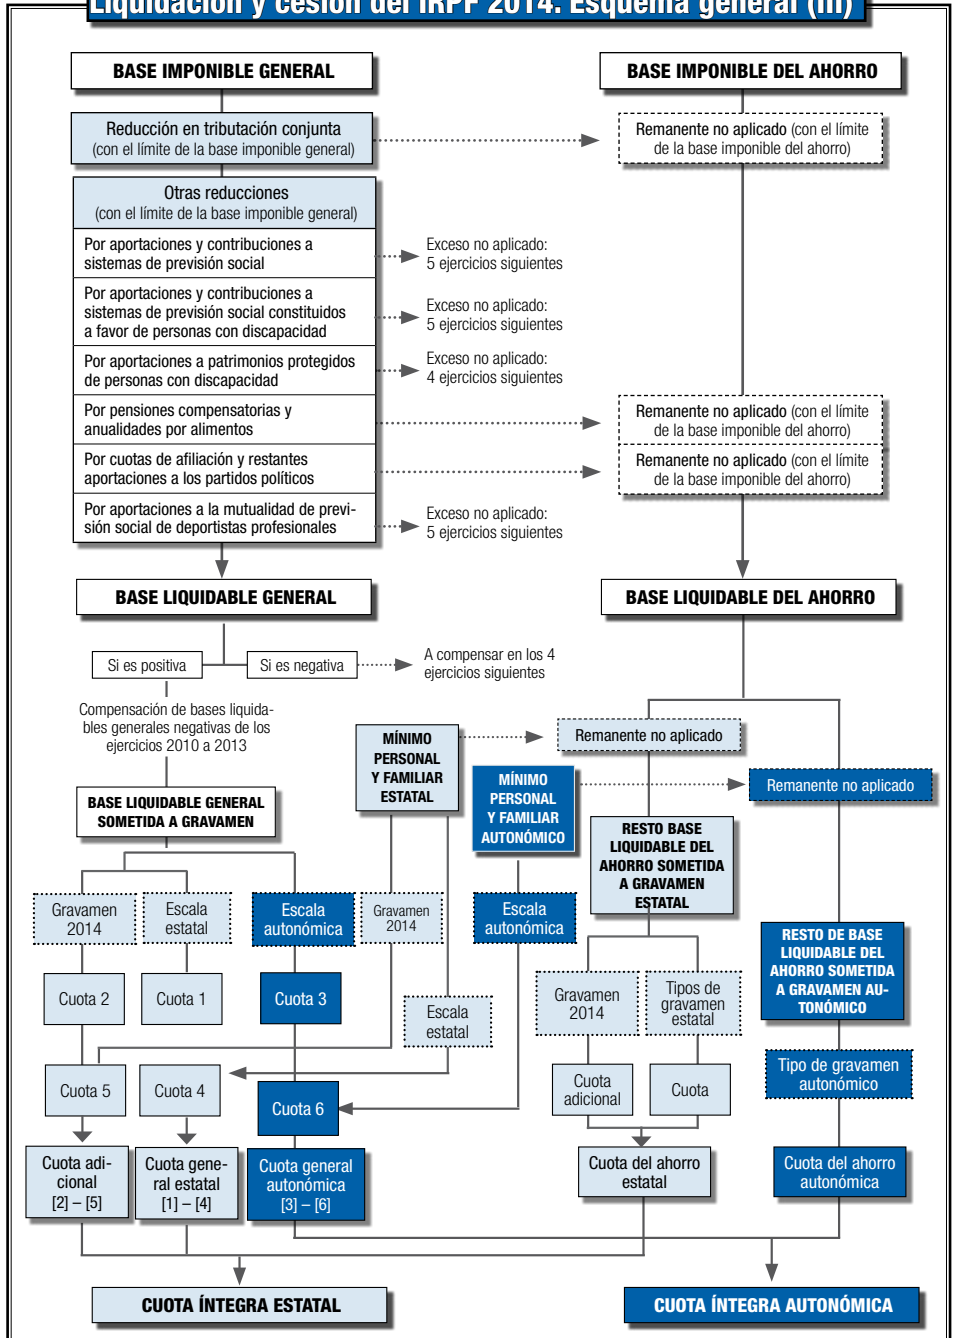 Liquidación y cesión del IRPF 2014. Esquema general (III)
BASE IMPONIBLE GENERAL
BASE IMPONIBLE DEL AHORRO
Reducción en tributación conjunta
(con el límite de la base imponible general)
Remanente no aplicado (con el límite
de la base imponible del ahorro)
Otras reducciones
(con el límite de la base imponible general)
Por aportaciones y contribuciones a
sistemas de previsión social
Exceso no aplicado:
5 ejercicios siguientes
Por aportaciones y contribuciones a
sistemas de previsión social constituidos
a favor de personas con discapacidad
Exceso no aplicado:
5 ejercicios siguientes
Por aportaciones a patrimonios protegidos
de personas con discapacidad
Exceso no aplicado:
4 ejercicios siguientes
Por pensiones compensatorias y
anualidades por alimentos
Remanente no aplicado (con el límite
de la base imponible del ahorro)
Por cuotas de afiliación y restantes
aportaciones a los partidos políticos
Remanente no aplicado (con el límite
de la base imponible del ahorro)
Por aportaciones a la mutualidad de previ-
sión social de deportistas profesionales
Exceso no aplicado:
5 ejercicios siguientes
BASE LIQUIDABLE GENERAL
BASE LIQUIDABLE DEL AHORRO
Si es positiva
Si es negativa
A compensar en los 4
ejercicios siguientes
Compensación de bases liquida-
bles generales negativas de los
ejercicios 2010 a 2013
MÍNIMO
PERSONAL
Y FAMILIAR
ESTATAL
Remanente no aplicado
MÍNIMO
PERSONAL
Y FAMILIAR
AUTONÓMICO
Remanente no aplicado
BASE LIQUIDABLE GENERAL
SOMETIDA A GRAVAMEN
RESTO BASE
LIQUIDABLE DEL
AHORRO SOMETIDA
A GRAVAMEN
ESTATAL
Gravamen
2014
Escala
estatal
Escala
autonómica
Gravamen
2014
Escala
autonómica
RESTO DE BASE
LIQUIDABLE DEL
AHORRO SOMETIDA
A GRAVAMEN AU-
TONÓMICO
Cuota 2
Cuota 1
Cuota 3
Escala
estatal
Gravamen
2014
Tipos de
gravamen
estatal
Cuota 5
Cuota 4
Cuota 6
Cuota
adicional
Cuota
Tipo de gravamen
autonómico
Cuota adi-
cional
[2] – [5]
Cuota gene-
ral estatal
[1] – [4]
Cuota general
autonómica
[3] – [6]
Cuota del ahorro
estatal
Cuota del ahorro
autonómica
CUOTA ÍNTEGRA ESTATAL
CUOTA ÍNTEGRA AUTONÓMICA